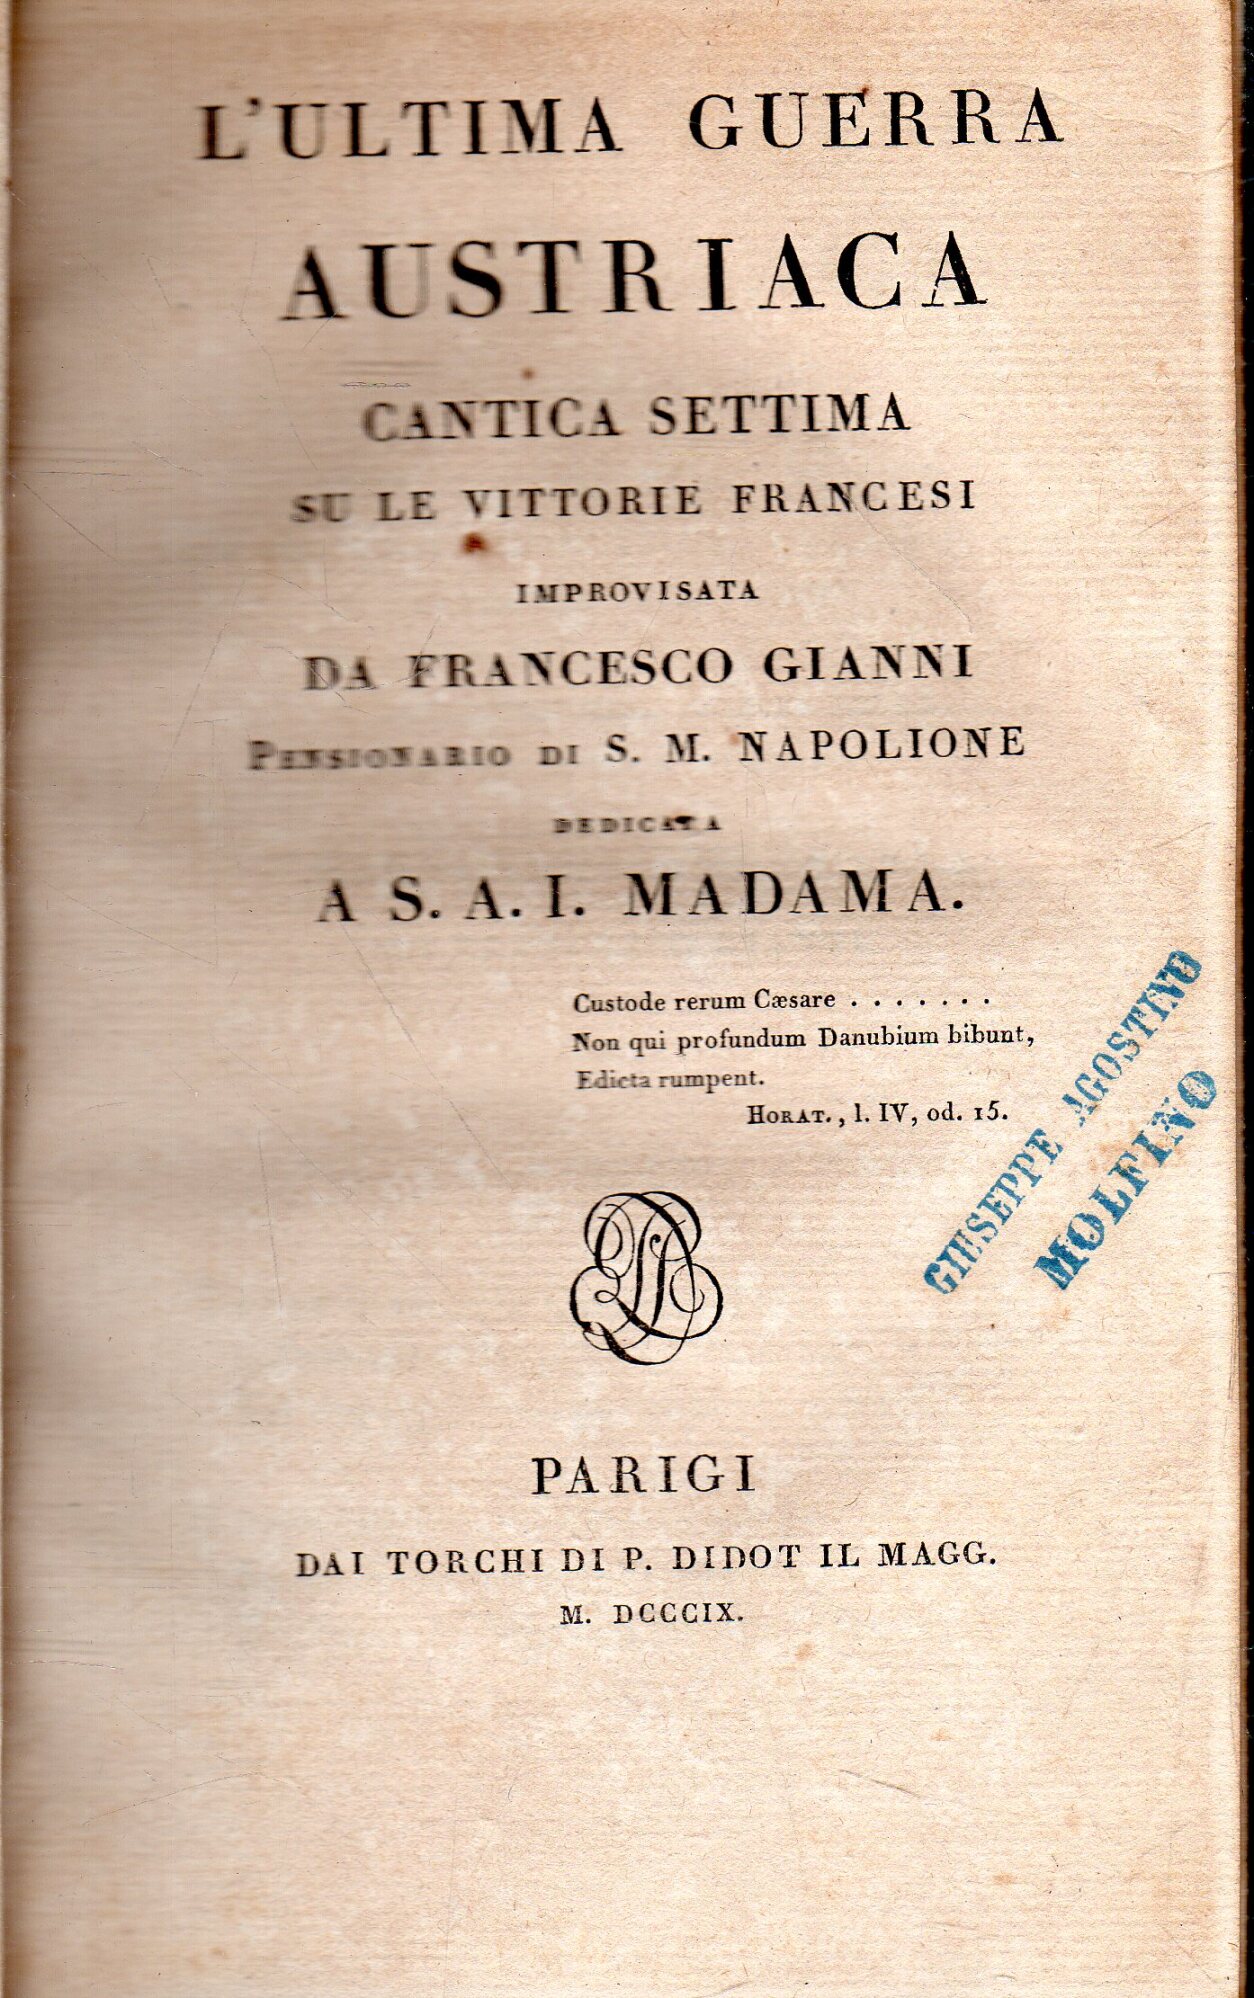 L'ULTIMA GUERRA
AUSTRIACA
CANTICA SETTIMA
SU LE VITTORIE FRANCESI
IMPROVISATA
DA FRANCESCO GIANNI
PENSIONARIO DI S. M. NAPOLIONE
DEDICATA
A S. A. I. MADAMA.
Custode rerum Cæsare . . . . . . .
Non qui profundum Danubium bibunt,
Edicta rumpent.
HORAT., l. IV, od. 15.
GIUSEPPE AGOSTINO
MOLFINO
PARIGI
DAI TORCHI DI P. DIDOT IL MAGG.
M. DCCCIX.